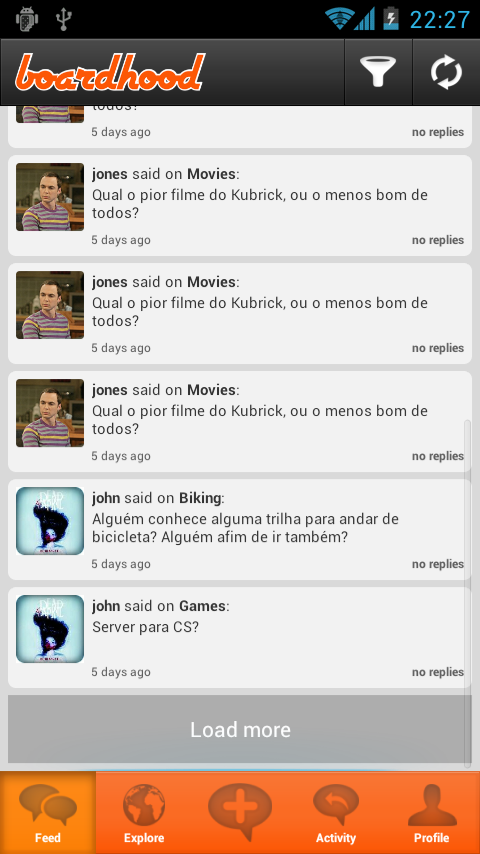 22:27
boardhood
todos?
5 days ago no replies
jones said on Movies:
Qual o pior filme do Kubrick, ou o menos bom de
todos?
5 days ago no replies
jones said on Movies:
Qual o pior filme do Kubrick, ou o menos bom de
todos?
5 days ago no replies
jones said on Movies:
Qual o pior filme do Kubrick, ou o menos bom de
todos?
5 days ago no replies
john said on Biking:
Alguém conhece alguma trilha para andar de
bicicleta? Alguém afim de ir também?
5 days ago no replies
john said on Games:
Server para CS?
5 days ago no replies
Load more
Feed Explore Activity Profile